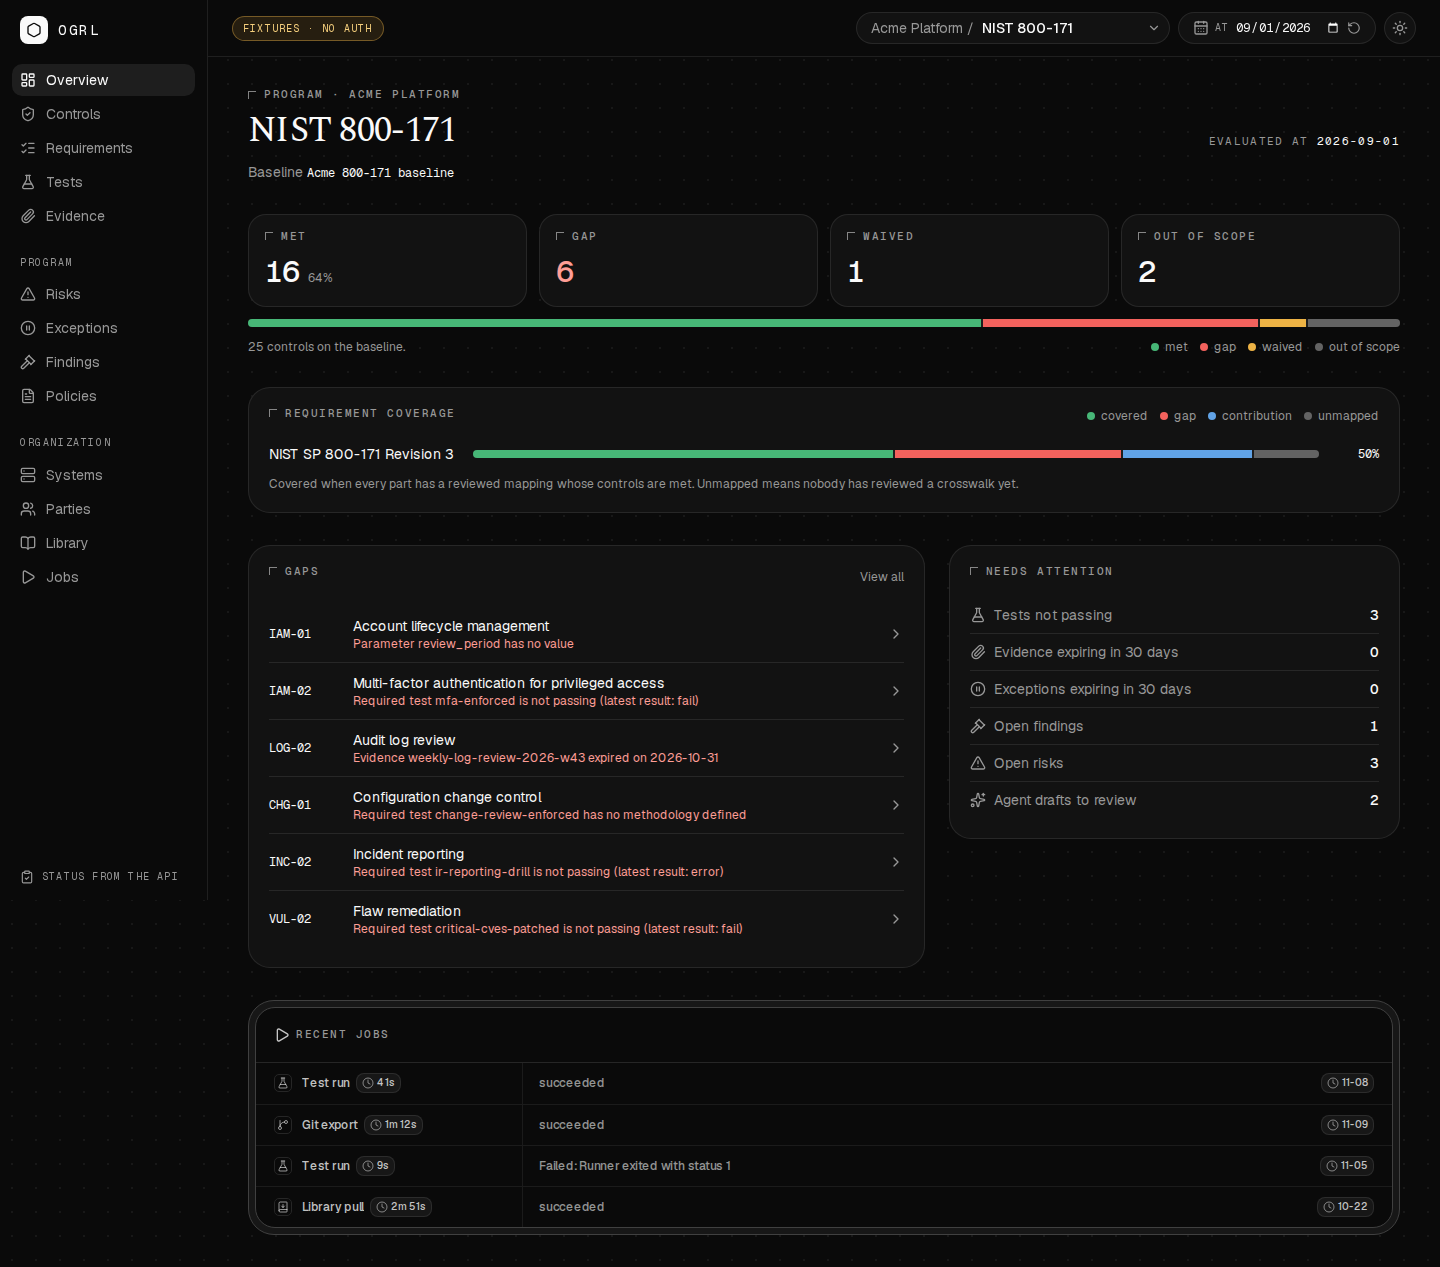 OGRL
FIXTURES · NO AUTH
Acme Platform / NIST 800-171
AT 09/01/2026
Overview
Controls
Requirements
Tests
Evidence
PROGRAM
Risks
Exceptions
Findings
Policies
ORGANIZATION
Systems
Parties
Library
Jobs
STATUS FROM THE API
PROGRAM · ACME PLATFORM
NIST 800-171
EVALUATED AT 2026-09-01
Baseline Acme 800-171 baseline
MET
16 64%
GAP
6
WAIVED
1
OUT OF SCOPE
2
25 controls on the baseline.
met gap waived out of scope
REQUIREMENT COVERAGE
covered gap contribution unmapped
NIST SP 800-171 Revision 3 50%
Covered when every part has a reviewed mapping whose controls are met. Unmapped means nobody has reviewed a crosswalk yet.
GAPS
View all
IAM-01 Account lifecycle management
Parameter review_period has no value
IAM-02 Multi-factor authentication for privileged access
Required test mfa-enforced is not passing (latest result: fail)
LOG-02 Audit log review
Evidence weekly-log-review-2026-w43 expired on 2026-10-31
CHG-01 Configuration change control
Required test change-review-enforced has no methodology defined
INC-02 Incident reporting
Required test ir-reporting-drill is not passing (latest result: error)
VUL-02 Flaw remediation
Required test critical-cves-patched is not passing (latest result: fail)
NEEDS ATTENTION
Tests not passing 3
Evidence expiring in 30 days 0
Exceptions expiring in 30 days 0
Open findings 1
Open risks 3
Agent drafts to review 2
RECENT JOBS
Test run 41s succeeded 11-08
Git export 1m 12s succeeded 11-09
Test run 9s Failed: Runner exited with status 1 11-05
Library pull 2m 51s succeeded 10-22